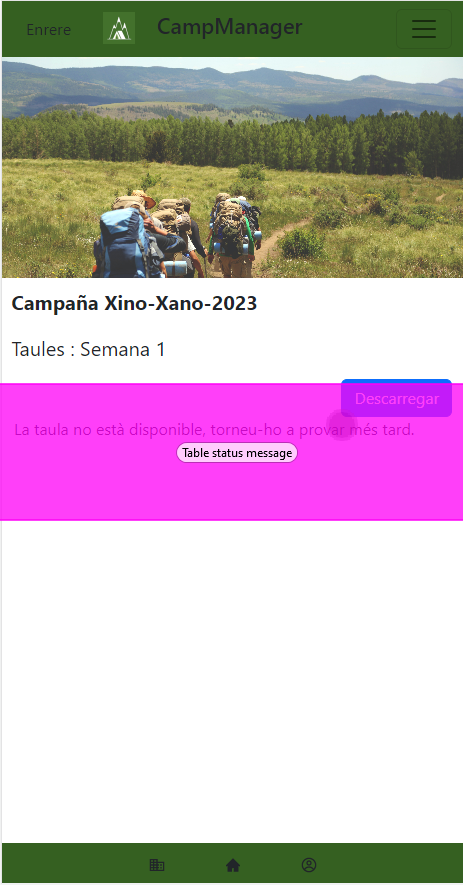 Enrere CampManager
Campaña Xino-Xano-2023
Taules : Semana 1
Descarregar
La taula no està disponible, torneu-ho a provar més tard.
Table status message